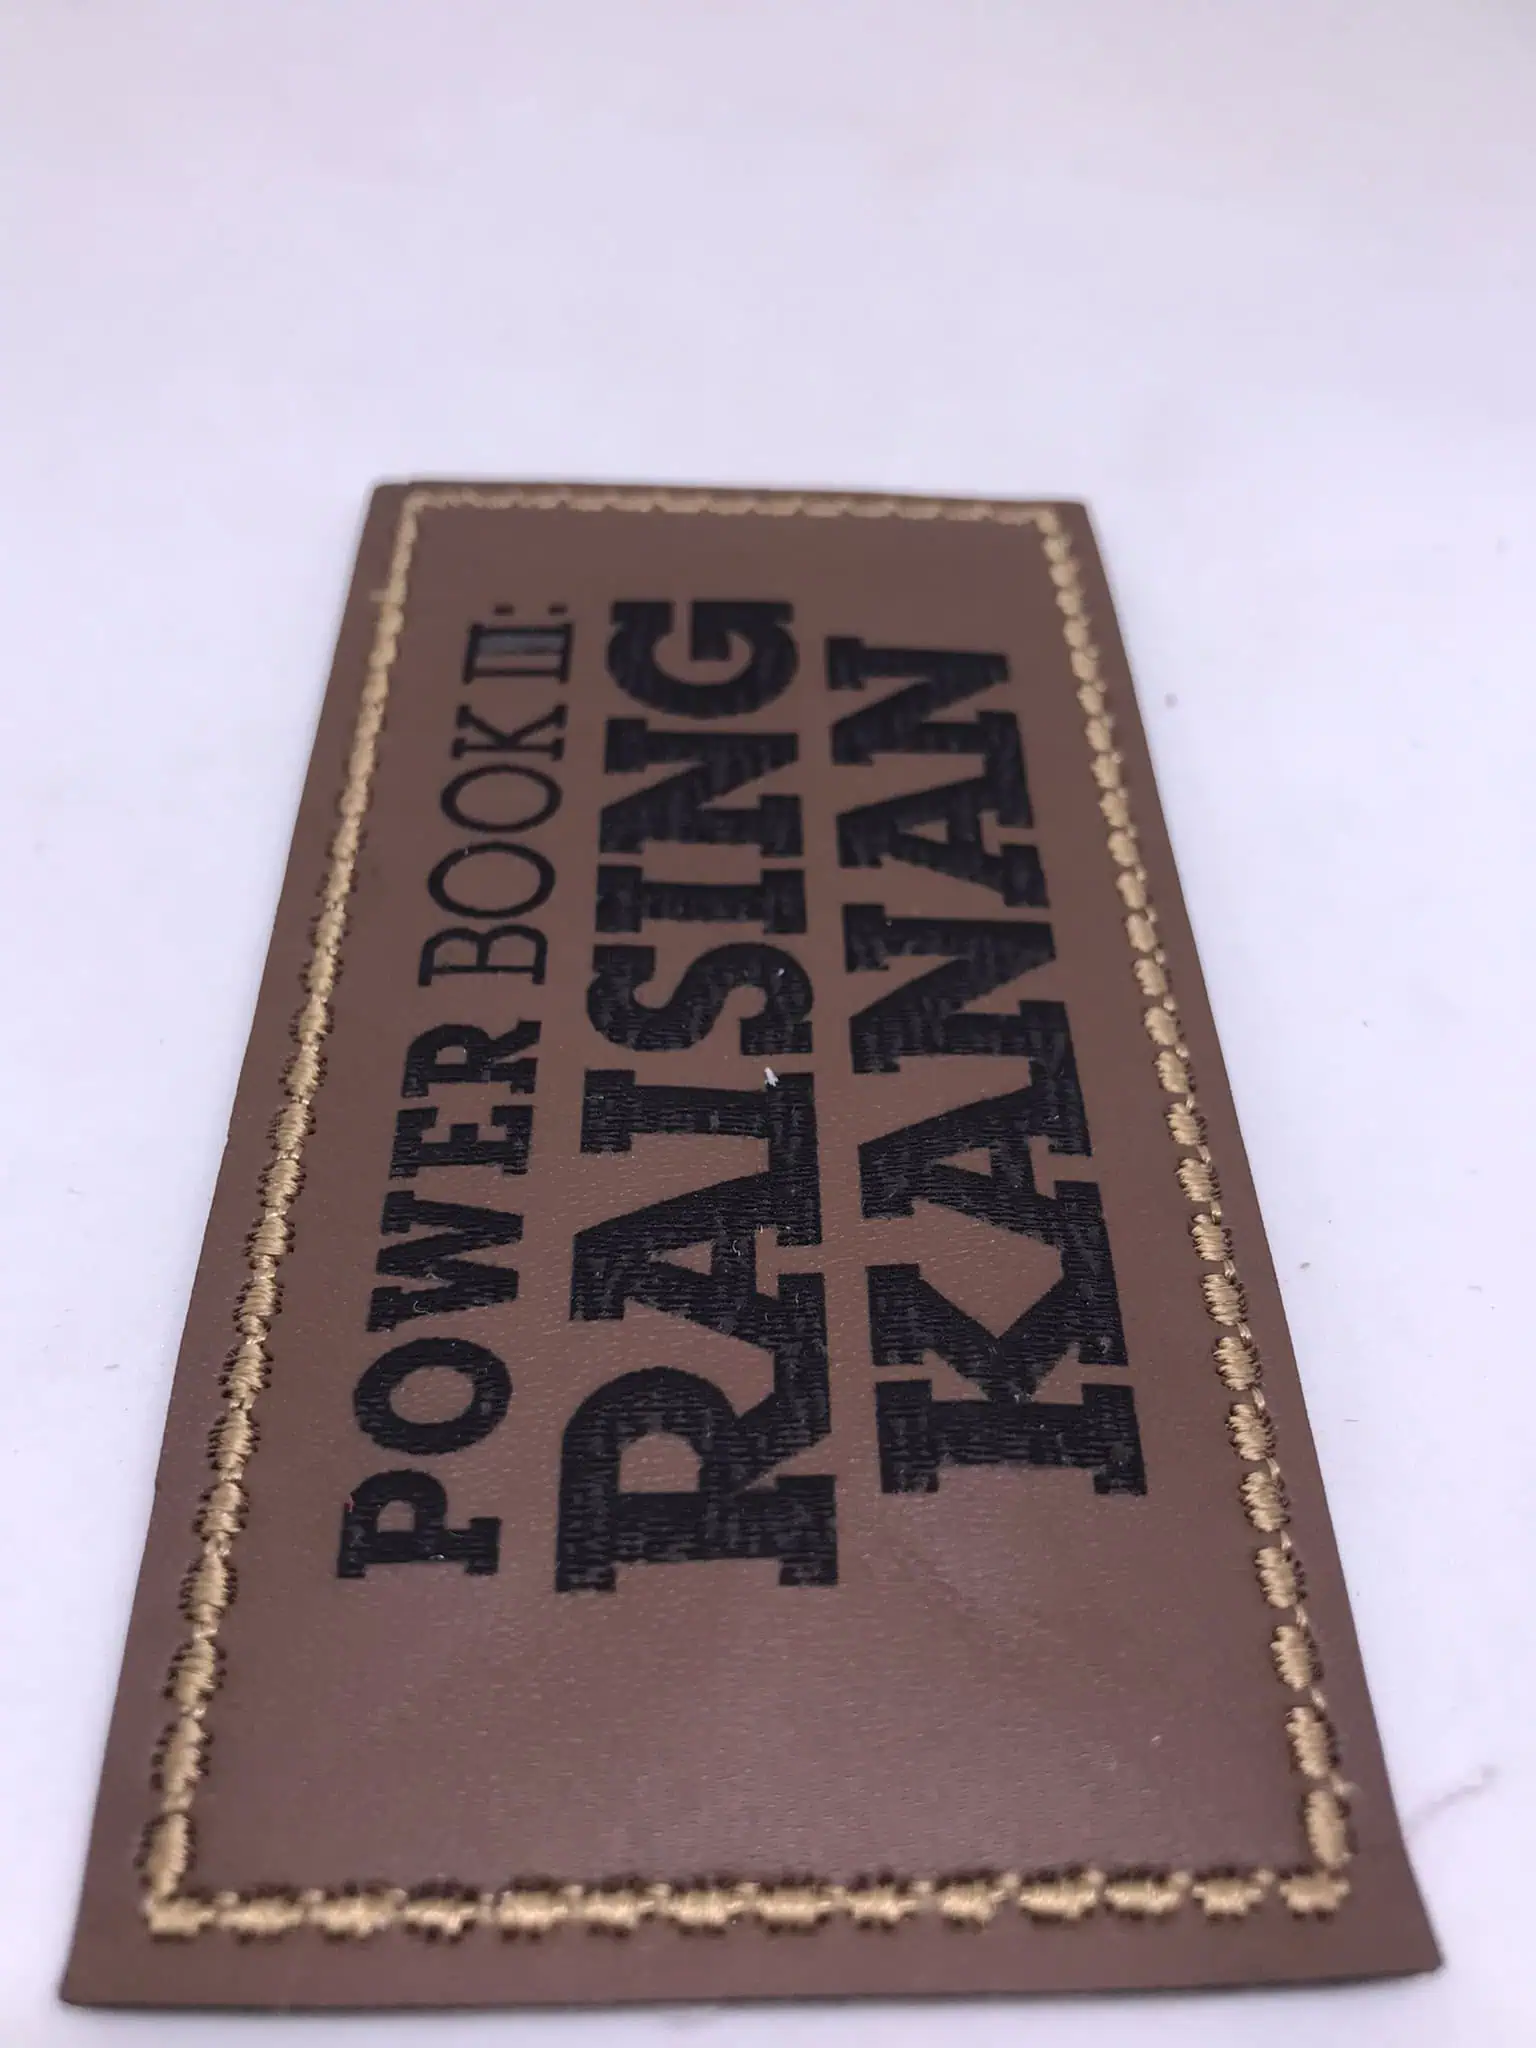 POWER BOOK III:
RAISING
KANAN